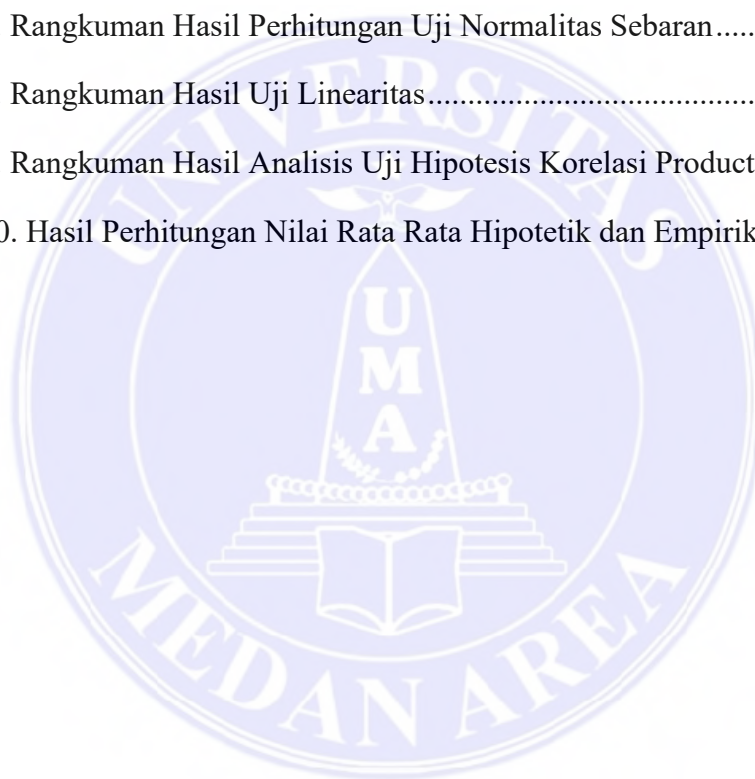 Rangkuman Hasil Perhitungan Uji Normalitas Sebaran.....
Rangkuman Hasil Uji Linearitas........................................
Rangkuman Hasil Analisis Uji Hipotesis Korelasi Product
0. Hasil Perhitungan Nilai Rata Rata Hipotetik dan Empirik
UNIVERSITAS
U
M
A
MEDAN AREA